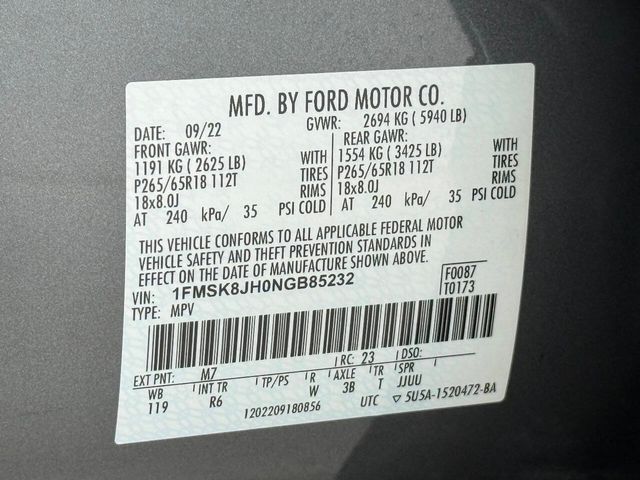 MFD. BY FORD MOTOR CO.
DATE: 09/22 GVWR: 2694 KG ( 5940 LB)
FRONT GAWR: REAR GAWR:
1191 KG ( 2625 LB) WITH 1554 KG ( 3425 LB) WITH
P265/65R18 112T TIRES P265/65R18 112T TIRES
18x8.0J RIMS 18x8.0J RIMS
AT 240 kPa/ 35 PSI COLD AT 240 kPa/ 35 PSI COLD
THIS VEHICLE CONFORMS TO ALL APPLICABLE FEDERAL MOTOR
VEHICLE SAFETY AND THEFT PREVENTION STANDARDS IN
EFFECT ON THE DATE OF MANUFACTURE SHOWN ABOVE.
VIN: 1FMSK8JH0NGB85232 F0087
TYPE: MPV T0173
EXT PNT: M7 RC: 23 DSO:
WB INT TR TP/PS R AXLE TR SPR
119 R6 W 3B T JJUU
1202209180856 UTC ▽ 5U5A-1520472-BA